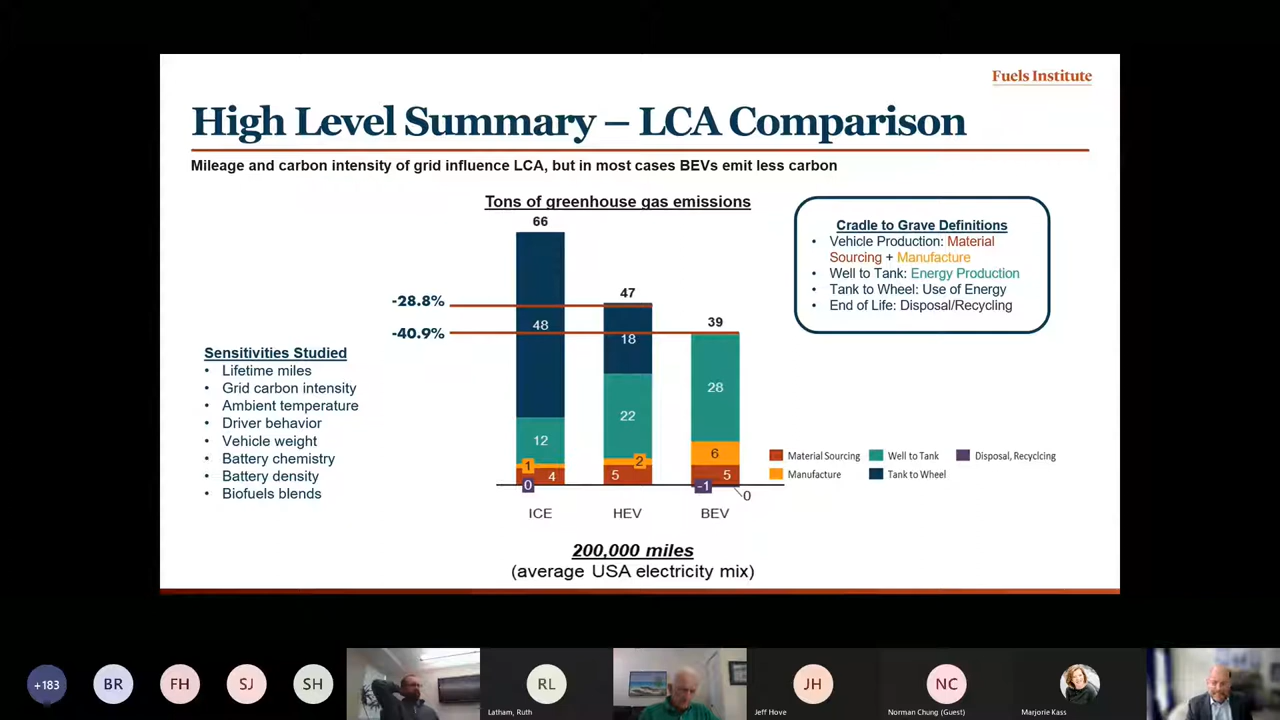 Fuels Institute
High Level Summary – LCA Comparison
Mileage and carbon intensity of grid influence LCA, but in most cases BEVs emit less carbon
Tons of greenhouse gas emissions
66
47
39
-28.8%
-40.9%
48
18
28
12
22
6
1
2
4
5
5
0
-1
0
ICE
HEV
BEV
200,000 miles
(average USA electricity mix)
Sensitivities Studied
• Lifetime miles
• Grid carbon intensity
• Ambient temperature
• Driver behavior
• Vehicle weight
• Battery chemistry
• Battery density
• Biofuels blends
Cradle to Grave Definitions
• Vehicle Production: Material
Sourcing + Manufacture
• Well to Tank: Energy Production
• Tank to Wheel: Use of Energy
• End of Life: Disposal/Recycling
Material Sourcing
Well to Tank
Disposal, Recyclcing
Manufacture
Tank to Wheel
+183
BR
FH
SJ
SH
RL
Latham, Ruth
JH
Jeff Hove
NC
Norman Chung (Guest)
Marjorie Kass